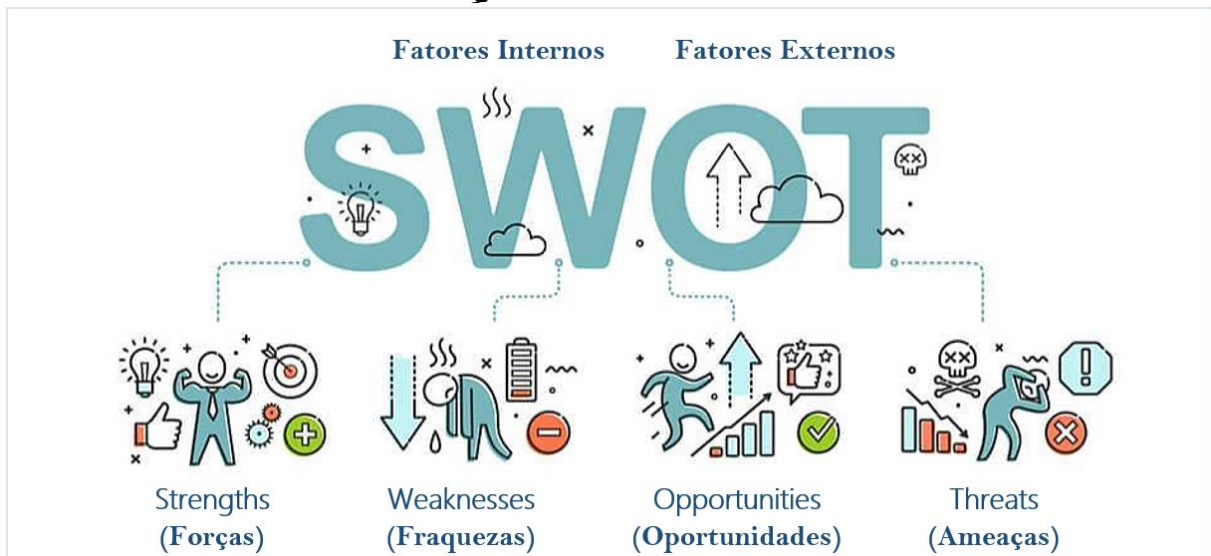 Fatores Internos Fatores Externos
SWOT
Strengths Weaknesses Opportunities Threats
(Forças) (Fraquezas) (Oportunidades) (Ameaças)